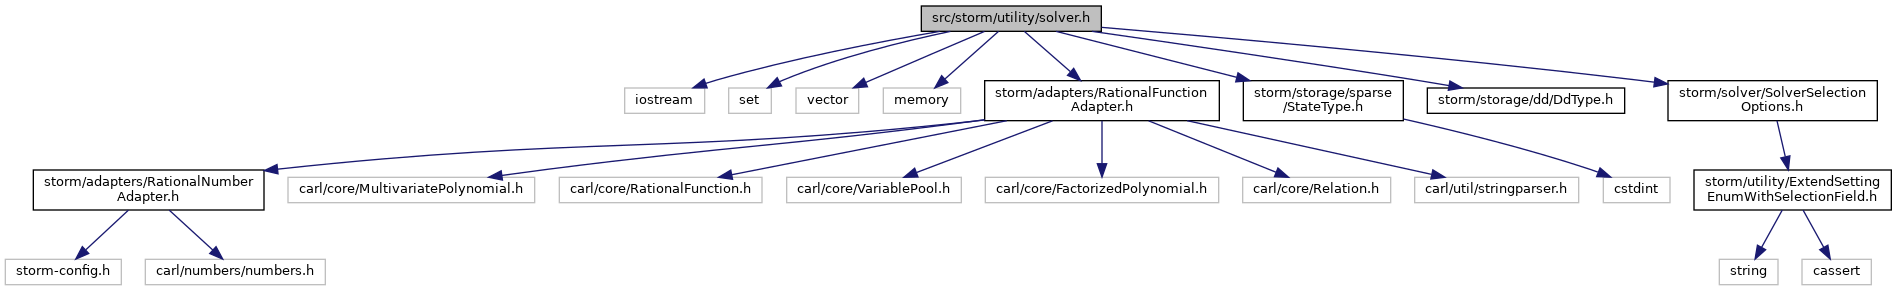 src/storm/utility/solver.h
iostream
set
vector
memory
storm/adapters/RationalFunction
Adapter.h
storm/storage/sparse
/StateType.h
storm/storage/dd/DdType.h
storm/solver/SolverSelection
Options.h
storm/adapters/RationalNumber
Adapter.h
carl/core/MultivariatePolynomial.h
carl/core/RationalFunction.h
carl/core/VariablePool.h
carl/core/FactorizedPolynomial.h
carl/core/Relation.h
carl/util/stringparser.h
cstdint
storm/utility/ExtendSetting
EnumWithSelectionField.h
storm-config.h
carl/numbers/numbers.h
string
cassert